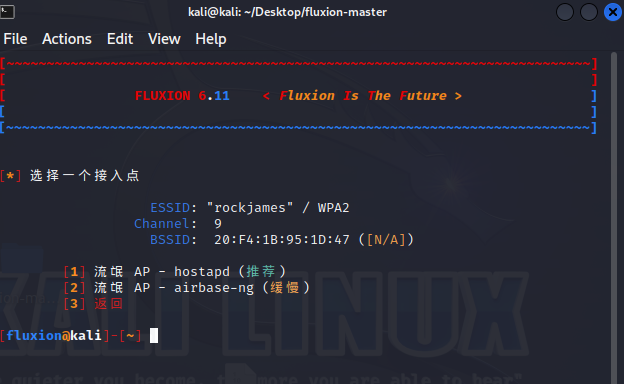 kali@kali: ~/Desktop/fluxion-master
File Actions Edit View Help
[~~~~~~~~~~~~~~~~~~~~~~~~~~~~~~~~~~~~~~~~~~~~~~~~~~~~~~~~~~~~~~~~~~~~~~~~~]
[ ]
[ FLUXION 6.11 < Fluxion Is The Future > ]
[ ]
[~~~~~~~~~~~~~~~~~~~~~~~~~~~~~~~~~~~~~~~~~~~~~~~~~~~~~~~~~~~~~~~~~~~~~~~~~]
[*] 选择一个接入点
ESSID: "rockjames" / WPA2
Channel: 9
BSSID: 20:F4:1B:95:1D:47 ([N/A])
[1] 流氓 AP - hostapd (推荐)
[2] 流氓 AP - airbase-ng (缓慢)
[3] 返回
[fluxion@kali]-[~]
KALI LINUX
"the quieter you become, the more you are able to hear"